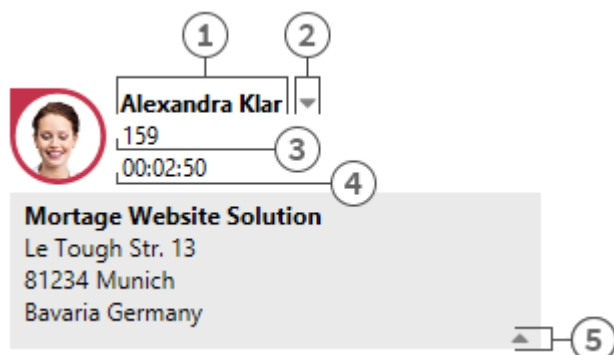 1 2
Alexandra Klar
159
3
00:02:50
4
Mortage Website Solution
Le Tough Str. 13
81234 Munich
Bavaria Germany
5